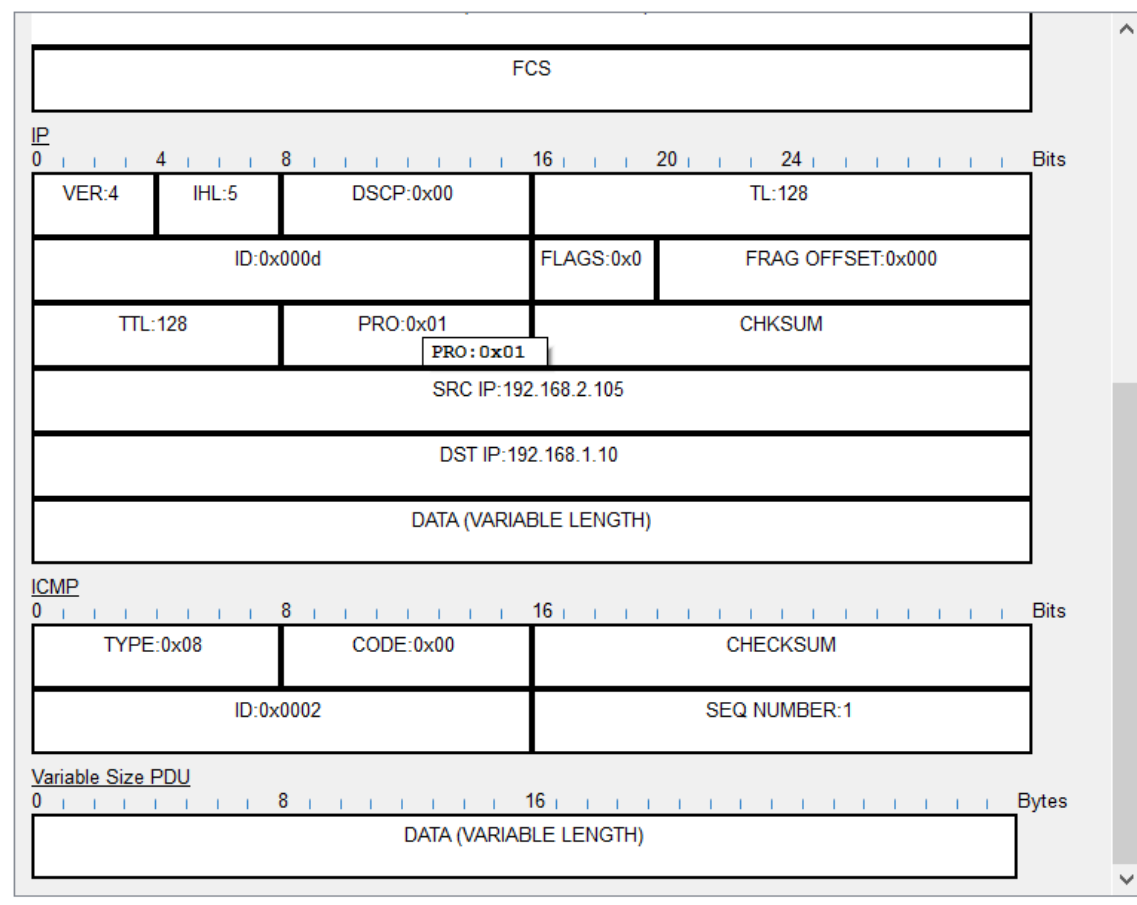 FCS
IP
0 4 8 16 20 24 Bits
VER:4 IHL:5 DSCP:0x00 TL:128
ID:0x000d FLAGS:0x0 FRAG OFFSET:0x000
TTL:128 PRO:0x01 CHKSUM
PRO:0x01
SRC IP:192.168.2.105
DST IP:192.168.1.10
DATA (VARIABLE LENGTH)
ICMP
0 8 16 Bits
TYPE:0x08 CODE:0x00 CHECKSUM
ID:0x0002 SEQ NUMBER:1
Variable Size PDU
0 8 16 Bytes
DATA (VARIABLE LENGTH)